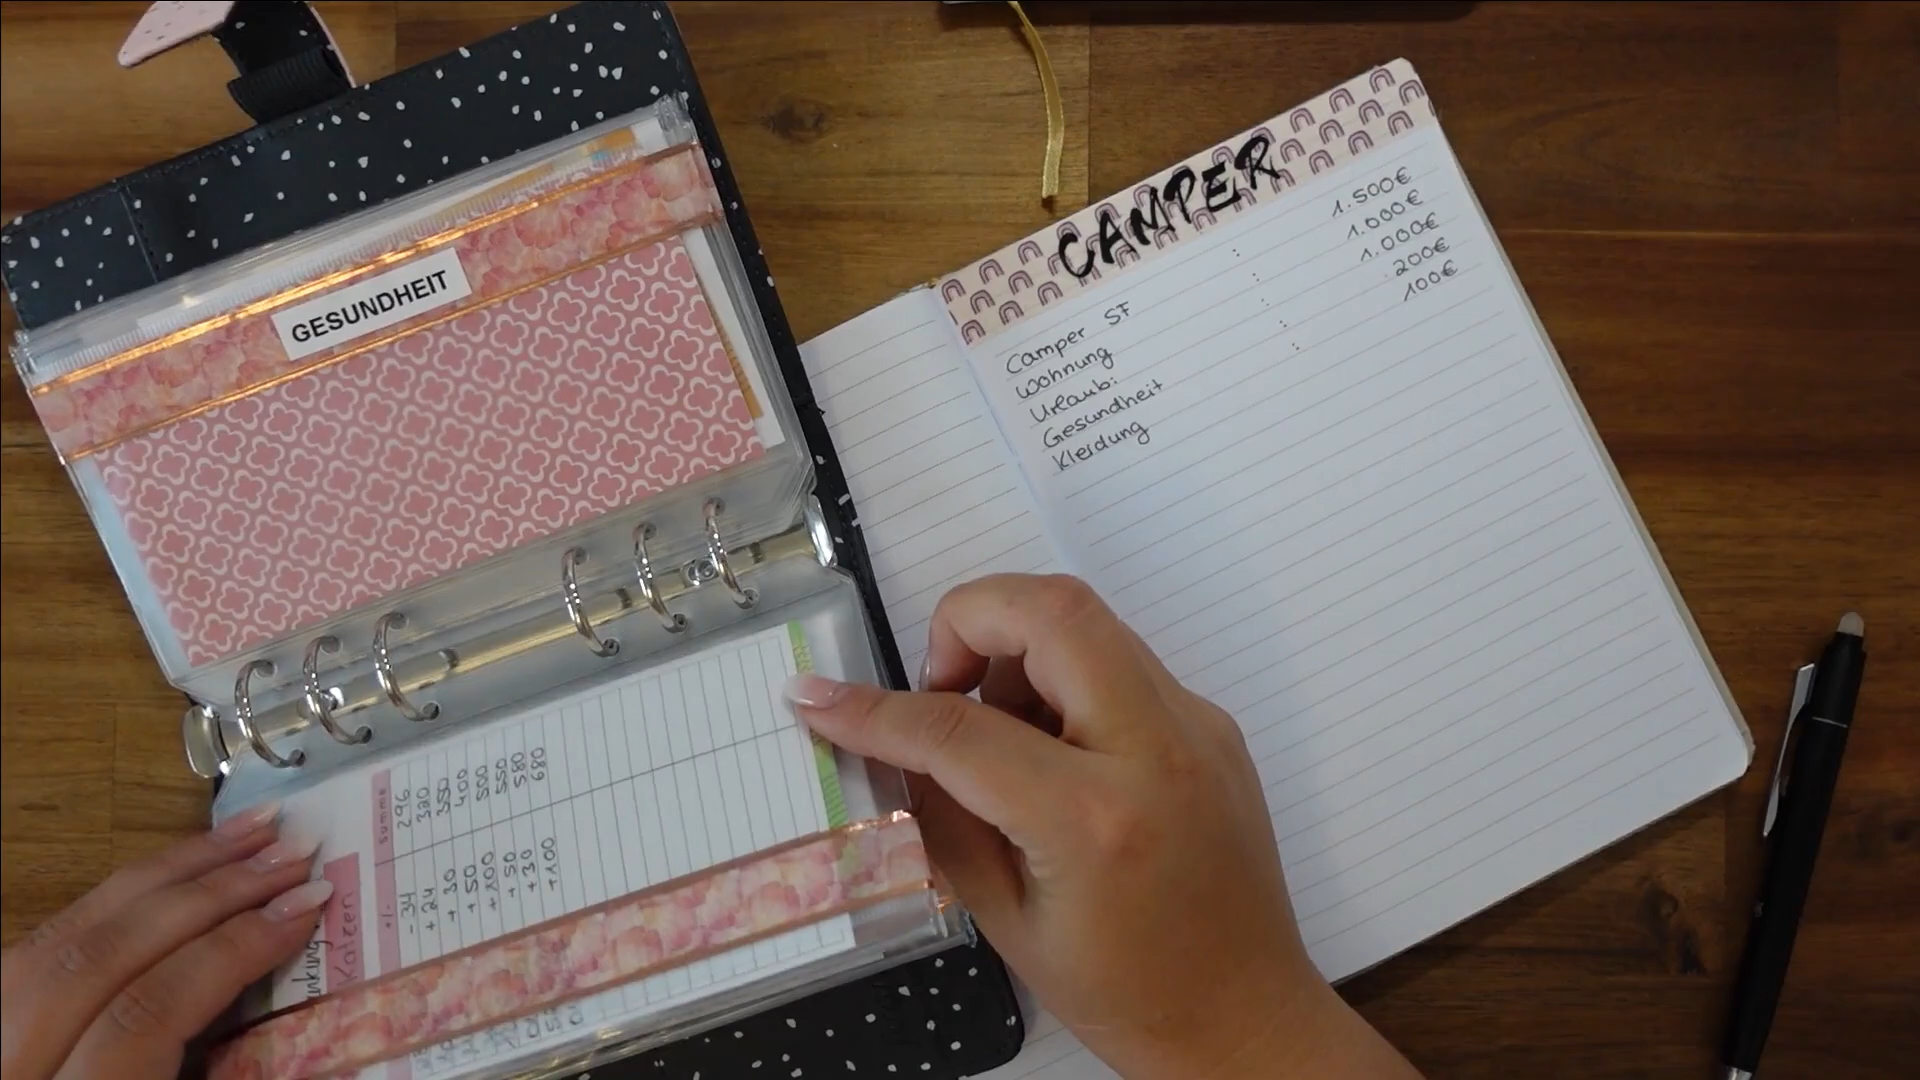 GESUNDHEIT
CAMPER
Camper SF : 1.500€
Wohnung : 1.000€
Urlaub: : 1.000€
Gesundheit : 200€
Kleidung : 100€
Katzen
+/- Summe
- 34 296
+ 24 320
+ 30 350
+ 50 400
+ 100 500
+ 50 550
+ 30 580
+ 100 680